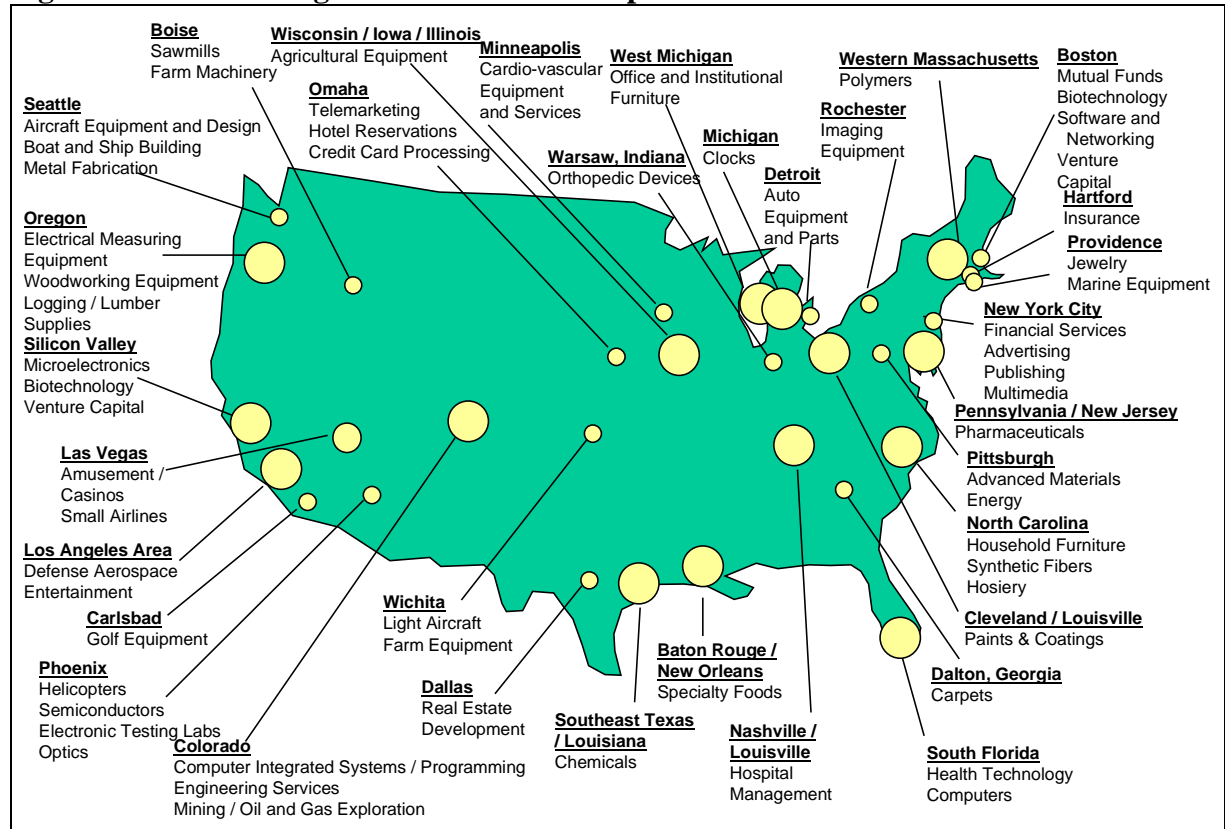 Boise
Sawmills
Farm Machinery
Wisconsin / Iowa / Illinois
Agricultural Equipment
Minneapolis
Cardio-vascular
Equipment
and Services
West Michigan
Office and Institutional
Furniture
Western Massachusetts
Polymers
Boston
Mutual Funds
Biotechnology
Software and
Networking
Venture
Capital
Seattle
Aircraft Equipment and Design
Boat and Ship Building
Metal Fabrication
Omaha
Telemarketing
Hotel Reservations
Credit Card Processing
Warsaw, Indiana
Orthopedic Devices
Michigan
Clocks
Detroit
Auto
Equipment
and Parts
Rochester
Imaging
Equipment
Hartford
Insurance
Providence
Jewelry
Marine Equipment
Oregon
Electrical Measuring
Equipment
Woodworking Equipment
Logging / Lumber
Supplies
Silicon Valley
Microelectronics
Biotechnology
Venture Capital
New York City
Financial Services
Advertising
Publishing
Multimedia
Pennsylvania / New Jersey
Pharmaceuticals
Las Vegas
Amusement /
Casinos
Small Airlines
Pittsburgh
Advanced Materials
Energy
North Carolina
Household Furniture
Synthetic Fibers
Hosiery
Los Angeles Area
Defense Aerospace
Entertainment
Carlsbad
Golf Equipment
Wichita
Light Aircraft
Farm Equipment
Cleveland / Louisville
Paints & Coatings
Phoenix
Helicopters
Semiconductors
Electronic Testing Labs
Optics
Dallas
Real Estate
Development
Baton Rouge /
New Orleans
Specialty Foods
Dalton, Georgia
Carpets
Colorado
Computer Integrated Systems / Programming
Engineering Services
Mining / Oil and Gas Exploration
Southeast Texas
/ Louisiana
Chemicals
Nashville /
Louisville
Hospital
Management
South Florida
Health Technology
Computers